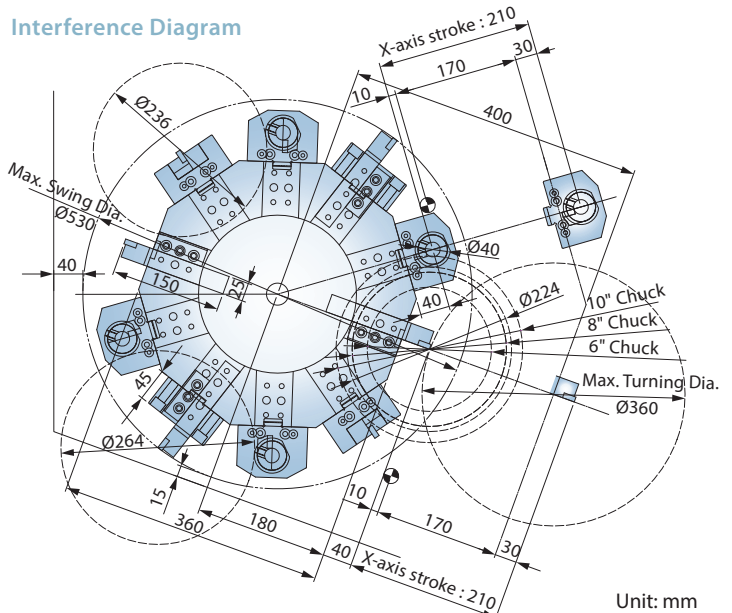 Interference Diagram
X-axis stroke : 210
30
170
10
400
Ø236
Max. Swing Dia.
Ø530
40
150
25
Ø40
40
Ø224
10" Chuck
8" Chuck
6" Chuck
Max. Turning Dia.
Ø360
45
Ø264
15
10
170
360
180
40
30
X-axis stroke : 210
Unit: mm